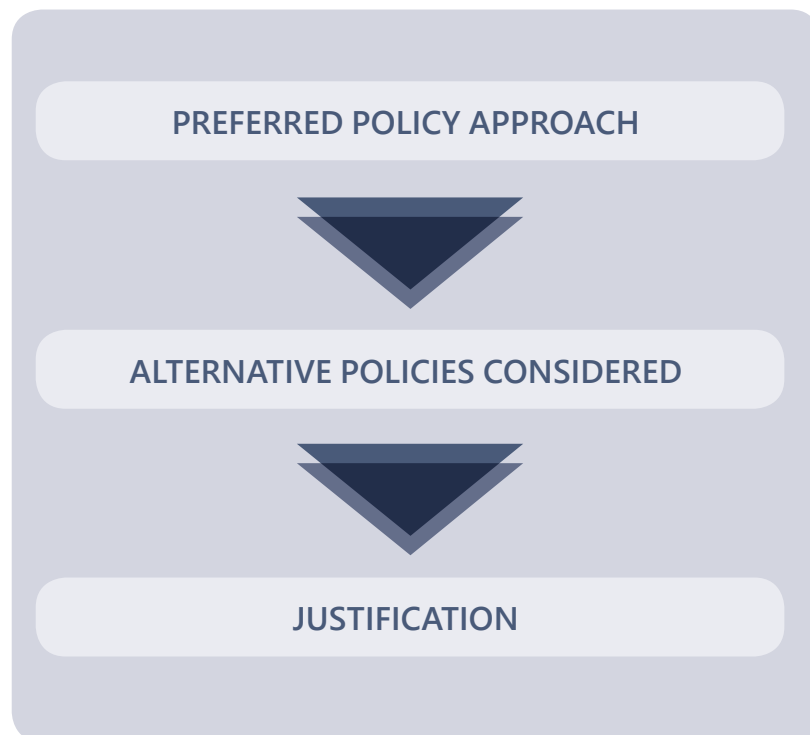 PREFERRED POLICY APPROACH
ALTERNATIVE POLICIES CONSIDERED
JUSTIFICATION